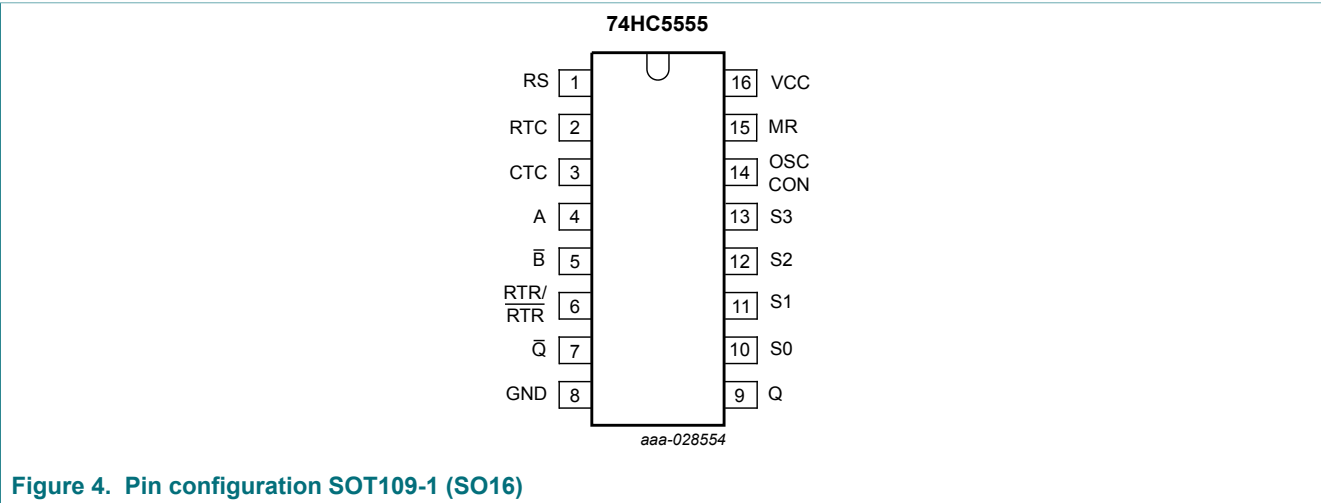 74HC5555
RS 1
16 VCC
RTC 2
15 MR
CTC 3
14 OSC
CON
A 4
13 S3
B̅ 5
12 S2
RTR/
R̅T̅R̅ 6
11 S1
Q̅ 7
10 S0
GND 8
9 Q
aaa-028554
Figure 4. Pin configuration SOT109-1 (SO16)